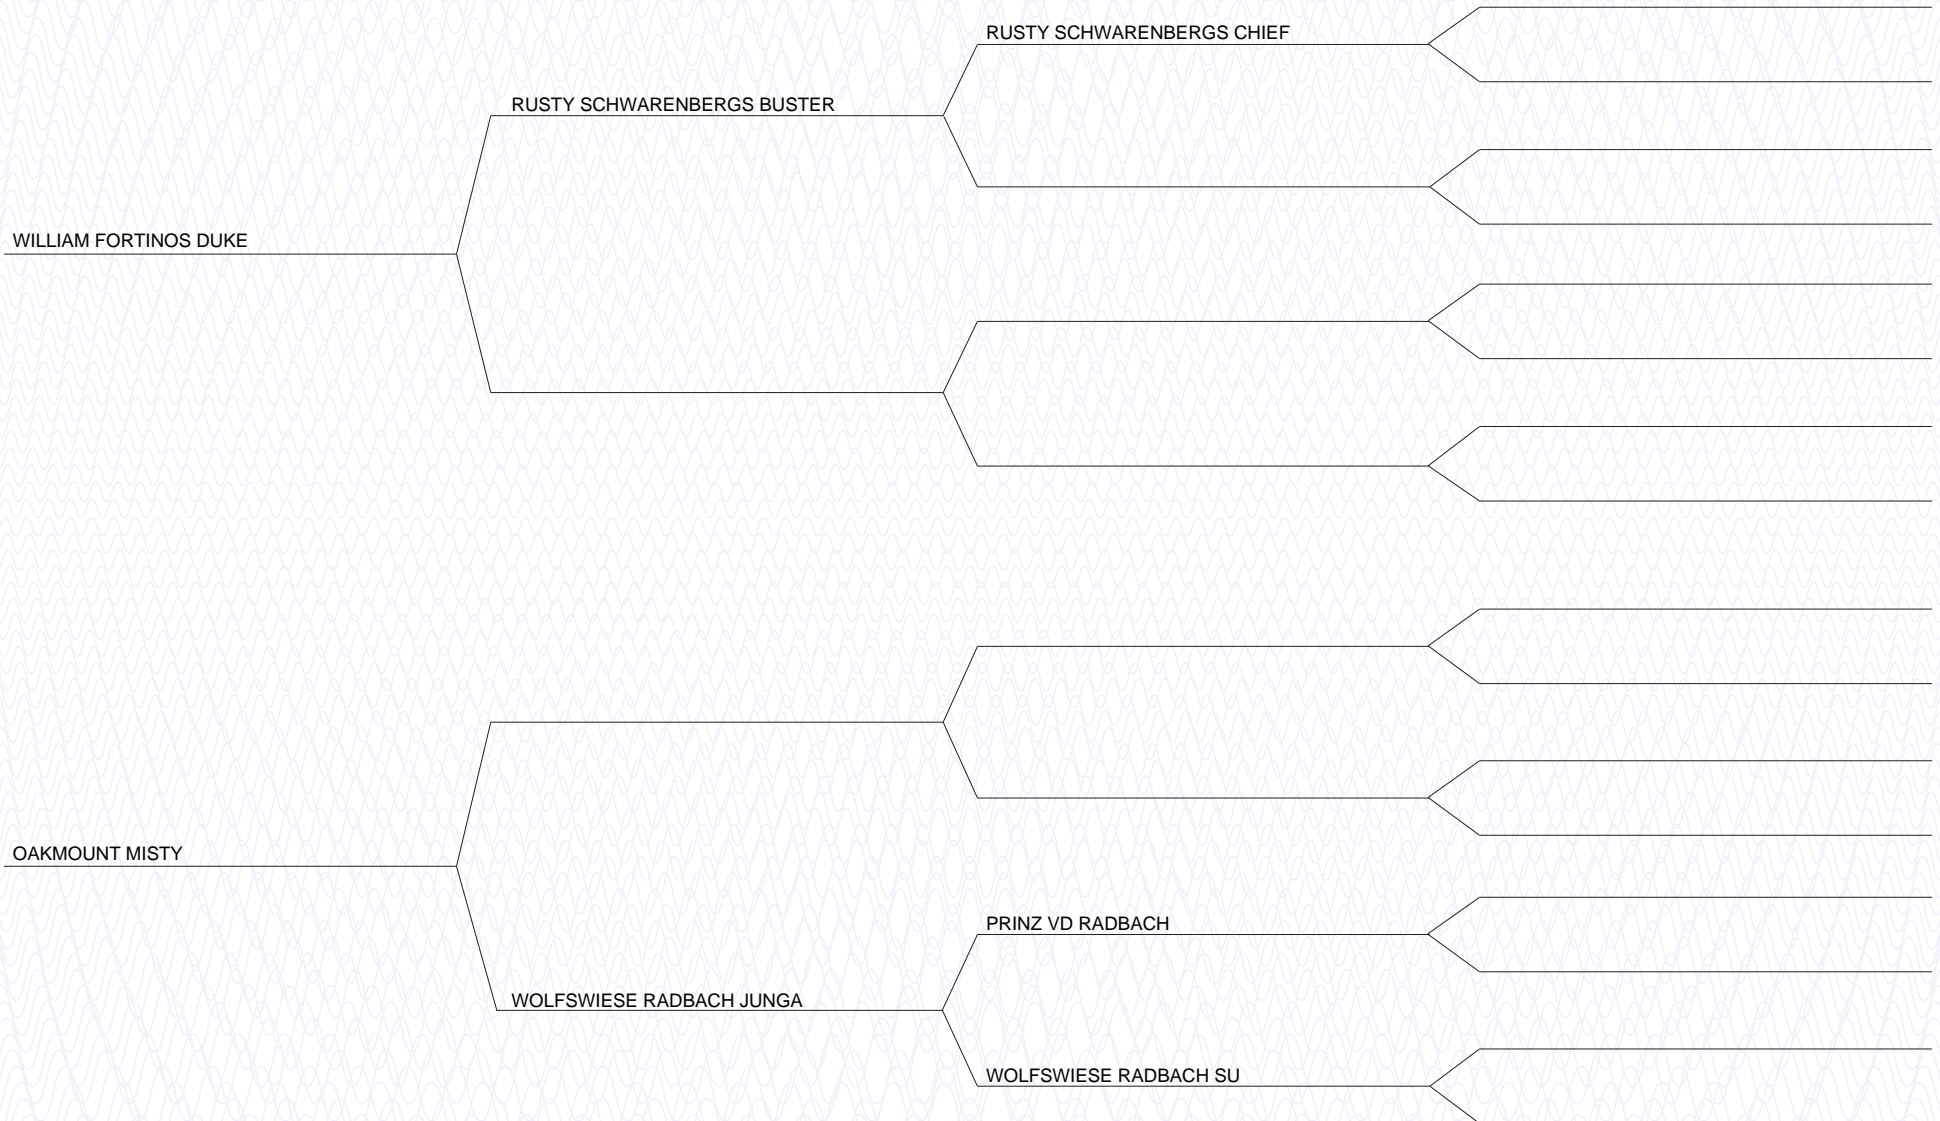 RUSTY SCHWARENBERGS CHIEF
RUSTY SCHWARENBERGS BUSTER
WILLIAM FORTINOS DUKE
OAKMOUNT MISTY
PRINZ VD RADBACH
WOLFSWIESE RADBACH JUNGA
WOLFSWIESE RADBACH SU